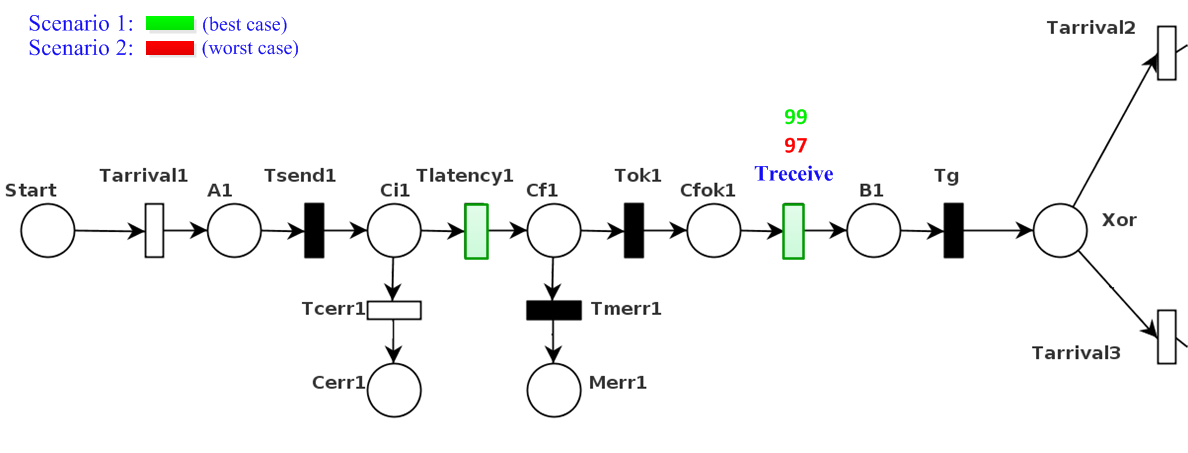 Scenario 1: (best case)
Scenario 2: (worst case)
Tarrival2
99
97
Treceive
Start
Tarrival1
A1
Tsend1
Ci1
Tlatency1
Cf1
Tok1
Cfok1
B1
Tg
Xor
Tcerr1
Tmerr1
Tarrival3
Cerr1
Merr1